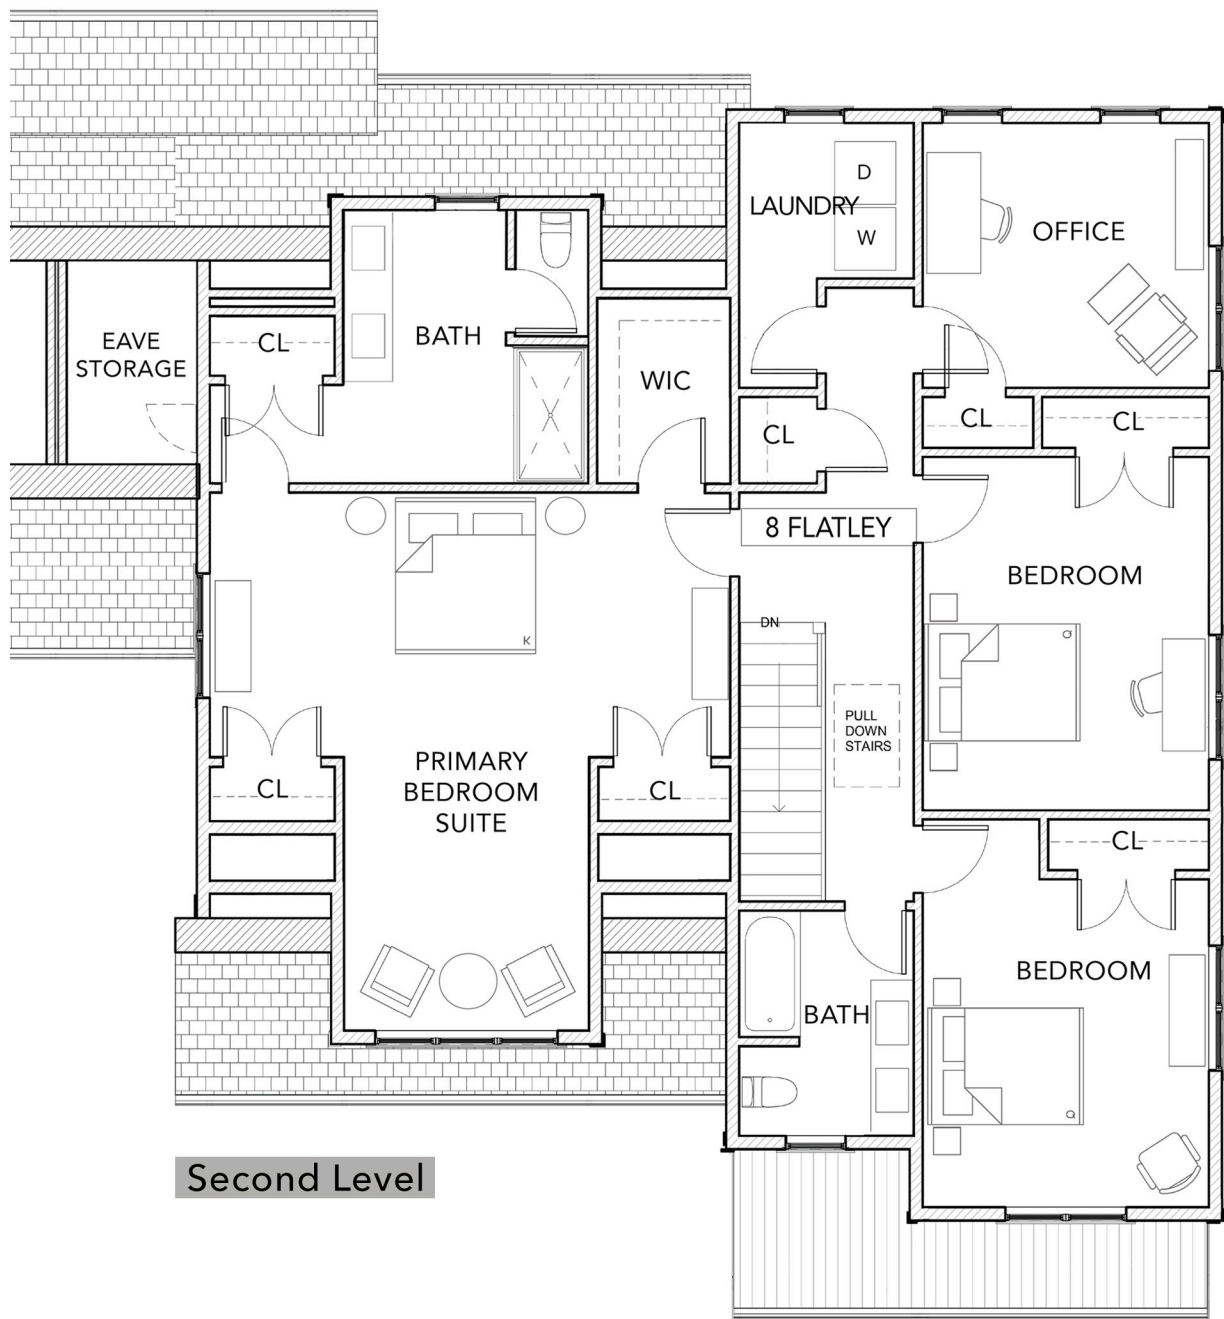 D
LAUNDRY
W
OFFICE
EAVE
STORAGE
CL
BATH
WIC
CL
CL
CL
8 FLATLEY
BEDROOM
K
DN
Q
PULL
DOWN
STAIRS
PRIMARY
BEDROOM
SUITE
CL
CL
CL
BEDROOM
BATH
Q
Second Level